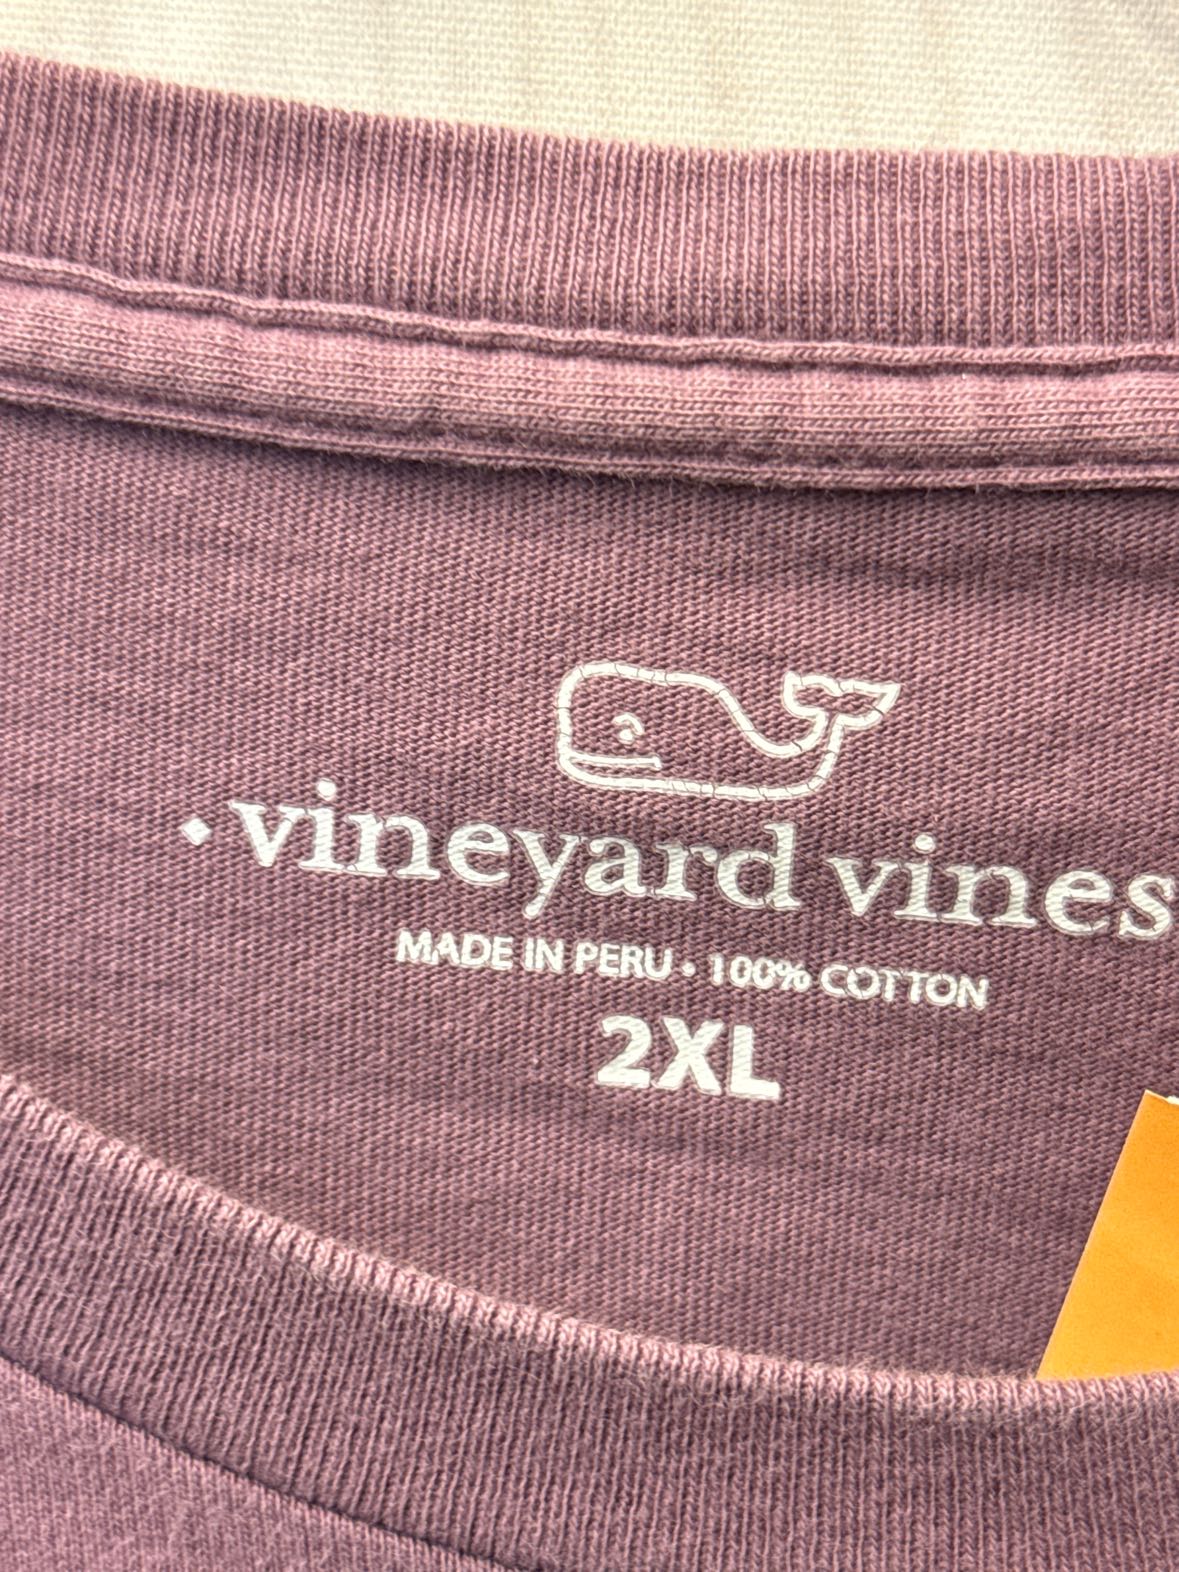 • vineyard vines
MADE IN PERU • 100% COTTON
2XL